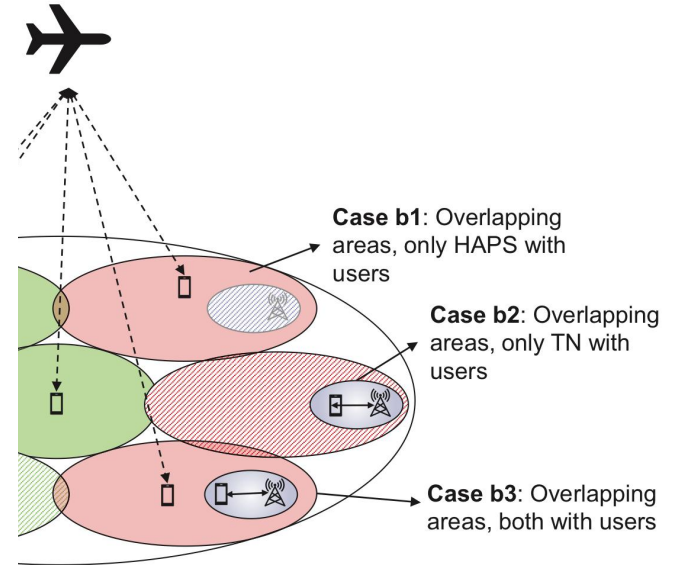 Case b1: Overlapping
areas, only HAPS with
users
Case b2: Overlapping
areas, only TN with
users
Case b3: Overlapping
areas, both with users